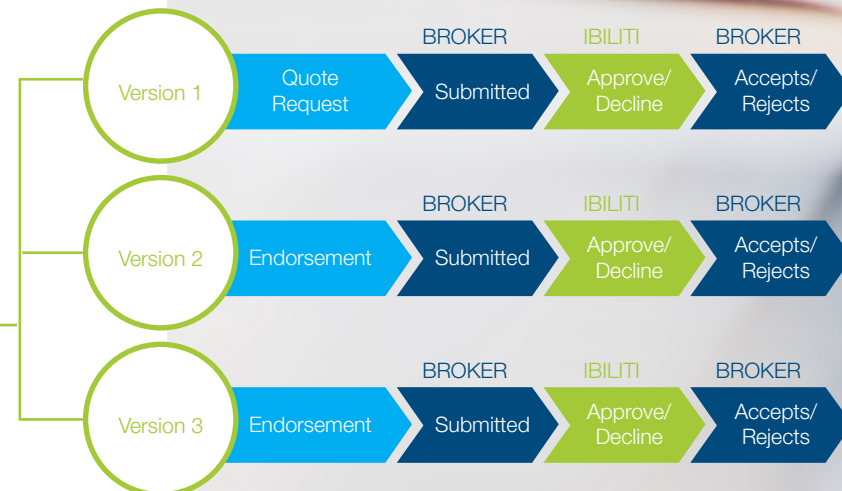 BROKER IBILITI BROKER
Version 1 Quote Request Submitted Approve/ Decline Accepts/ Rejects
BROKER IBILITI BROKER
Version 2 Endorsement Submitted Approve/ Decline Accepts/ Rejects
BROKER IBILITI BROKER
Version 3 Endorsement Submitted Approve/ Decline Accepts/ Rejects